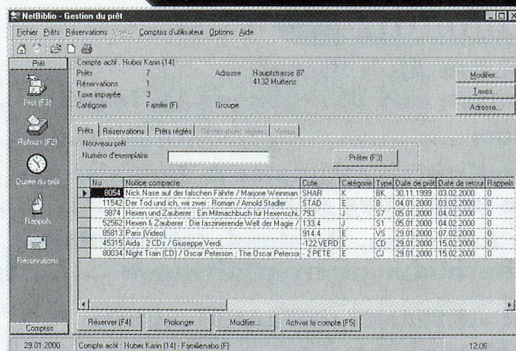 NetBiblio - Gestion du prêt
Fichier Prêts Réservations Comptes d'utilisateur Options Aide
Prêt
Prêt (F3)
Retours (F2)
Durée du prêt
Rappels
Réservations
Comptes
Compte actif : Huber Karin (14)
Prêts 7 Adresse Hauptstrasse 87
Réservations 1 4132 Muttenz
Taxe impayée 3
Catégorie Familie (F) Groupe
Modifier...
Taxes...
Adresse...
Prêts Réservations Prêts réglés Réservations réglées
Nouveau prêt
Numéro d'exemplaire Prêter (F3)
No Notice compacte Cote Catégorie Type Date de prêt Date de retour Rappels
8054 Nick Nase auf der falschen Fährte / Marjorie Weinman SHAR K BK 30.11.1999 03.02.2000 0
11542 Der Tod und ich, wir zwei : Roman / Arnold Stadler STAD E B 04.01.2000 03.02.2000 0
9874 Hexen und Zauberer : Ein Mitmachbuch für Hexenschu, 793 J S7 05.01.2000 04.02.2000 0
52562 Hexen & Zauberer : Die faszinierende Welt der Magie / 133.4 J S1 05.01.2000 04.02.2000 0
85813 Paris (Video) 914.4 E VS 29.01.2000 07.02.2000 0
45315 Aida : 2 CDs / Giuseppe Verdi -122 VERD E CD 29.01.2000 15.02.2000 0
80034 Night Train (CD) / Oscar Peterson ; The Oscar Peterson - 2 PETE E CJ 29.01.2000 15.02.2000 0
Réserver (F4) Prolonger Modifier... Activer le compte (F5)
29.01.2000 Compte actif : Huber Karin (14) - Familienabo (F) 12:06